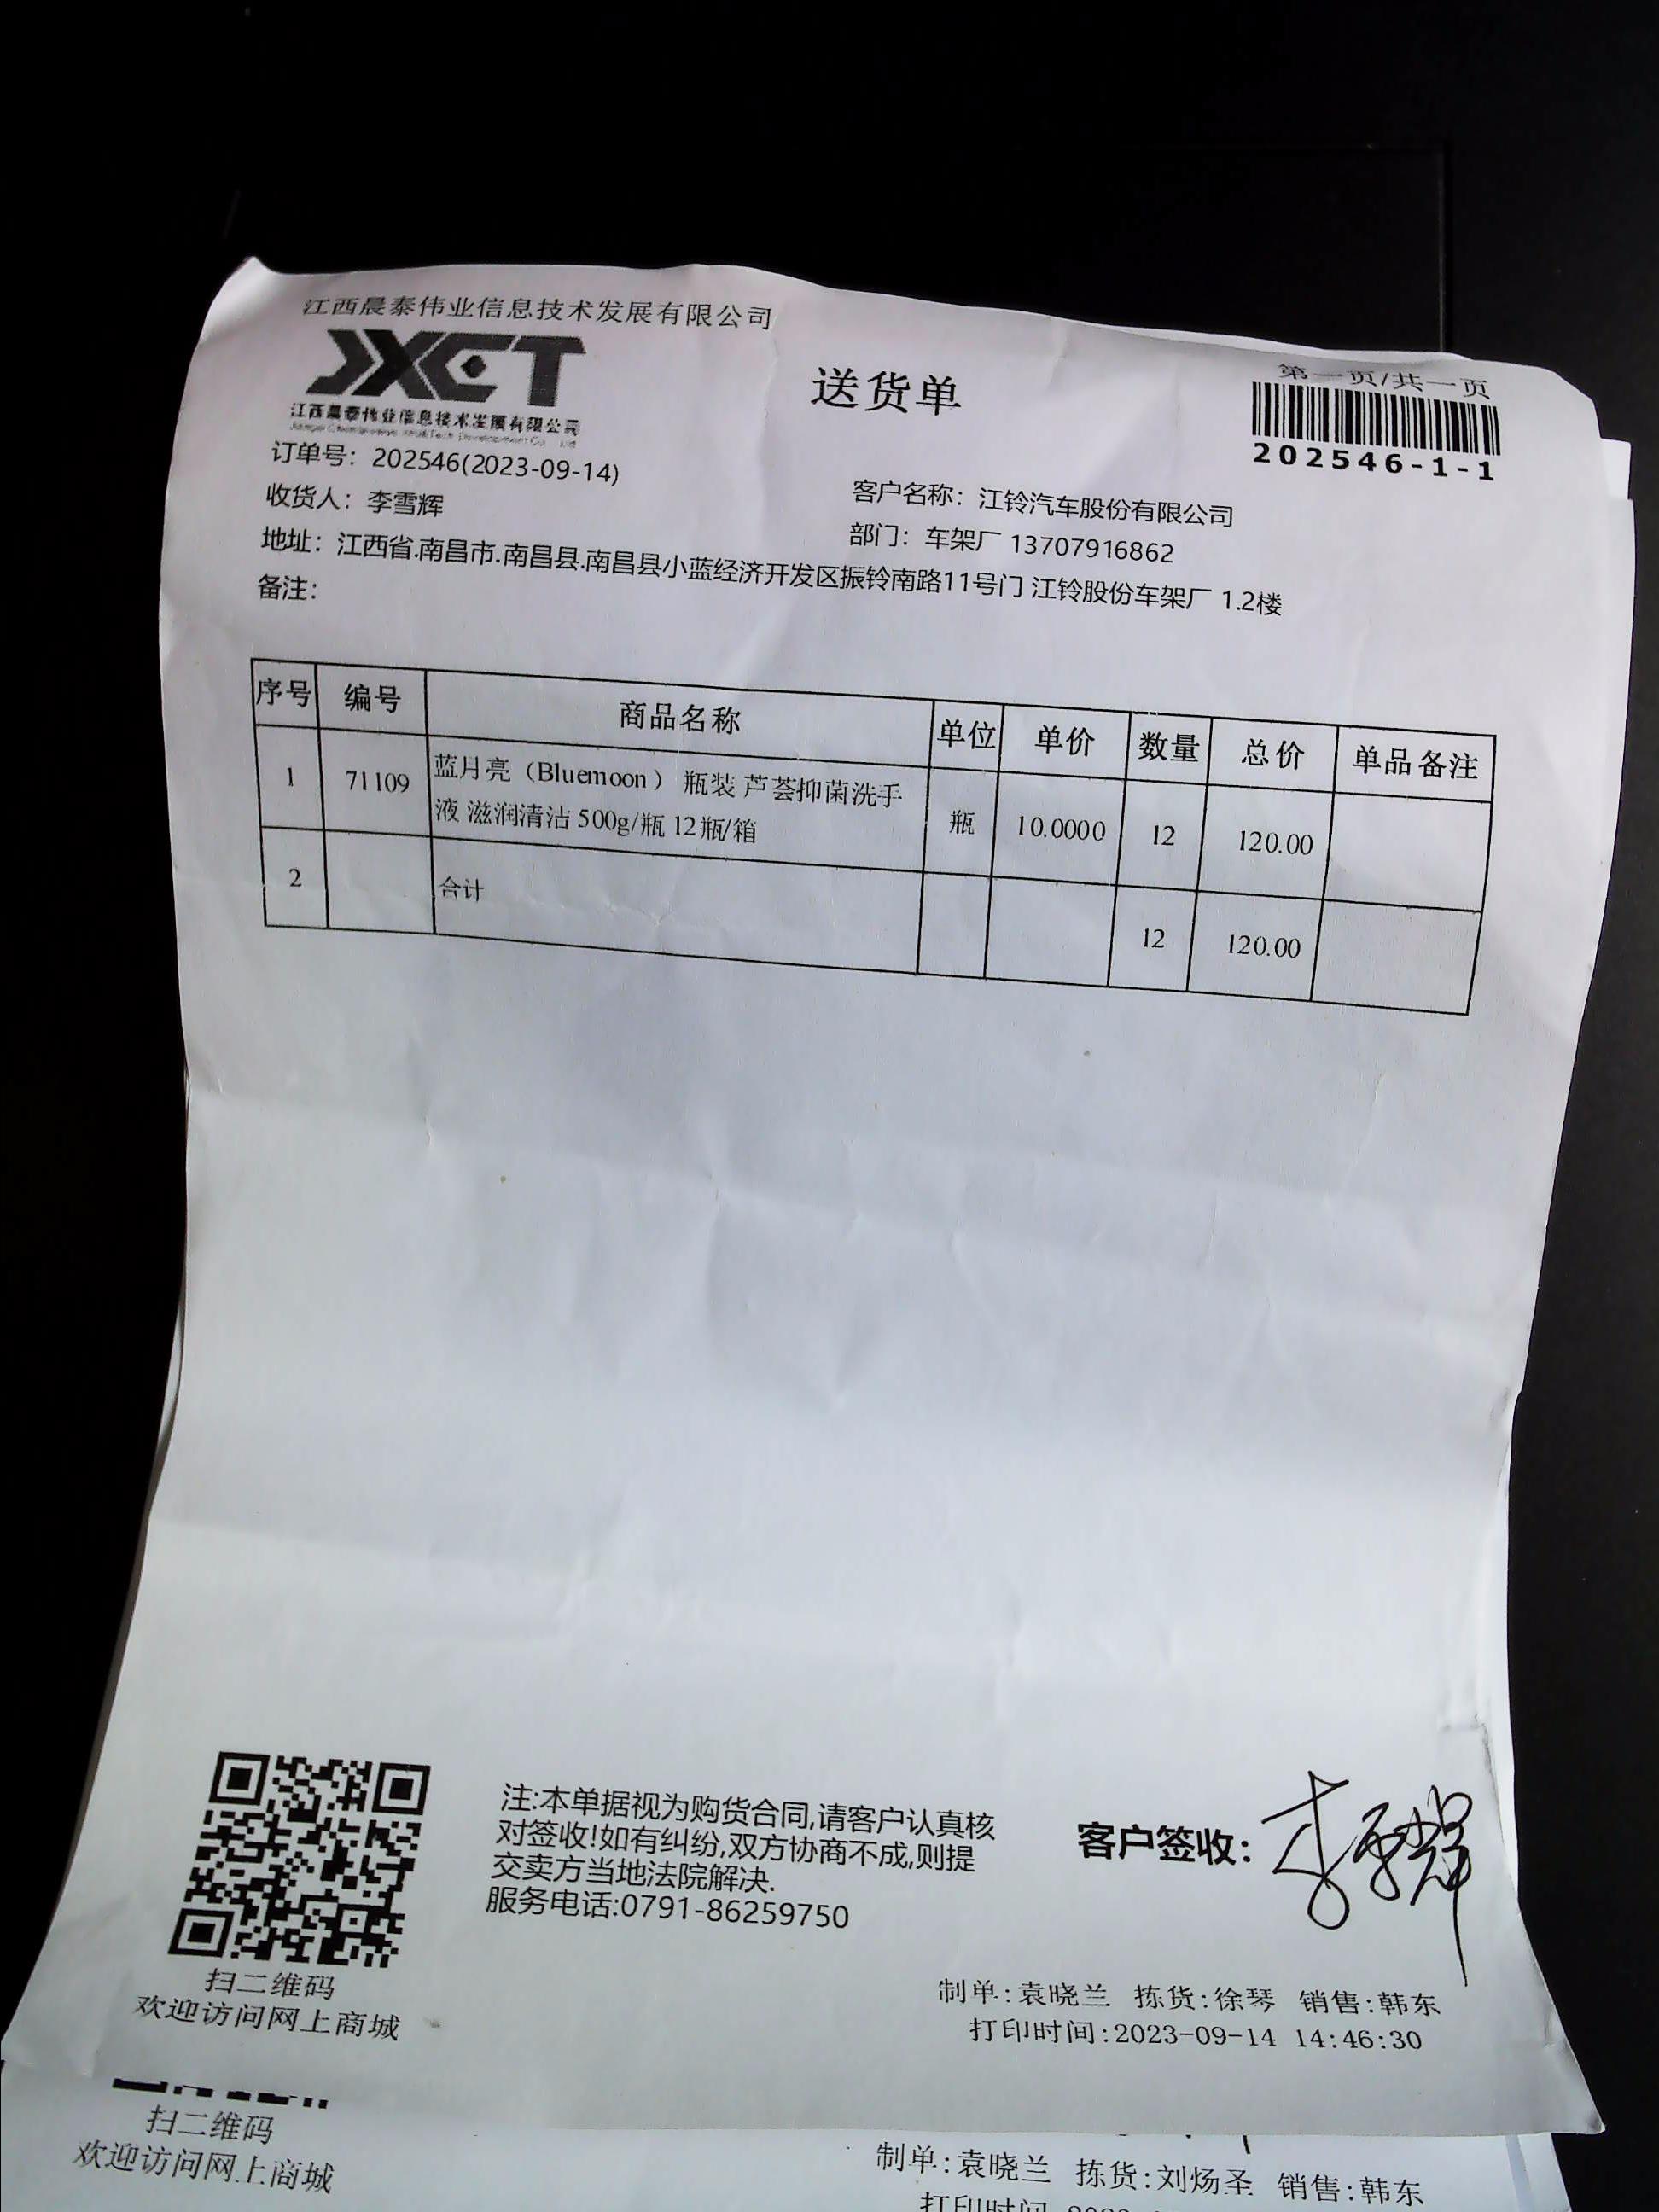 江西晨泰伟业信息技术发展有限公司
JXCT
江西晨泰伟业信息技术发展有限公司
送货单
第一页/共一页
202546-1-1
订单号：202546(2023-09-14)
收货人：李雪辉
客户名称：江铃汽车股份有限公司
部门：车架厂 13707916862
地址：江西省.南昌市.南昌县.南昌县小蓝经济开发区振铃南路11号门 江铃股份车架厂 1.2楼
备注：
序号 编号 商品名称 单位 单价 数量 总价 单品备注
1 71109 蓝月亮（Bluemoon） 瓶装 芦荟抑菌洗手
液 滋润清洁 500g/瓶 12瓶/箱 瓶 10.0000 12 120.00
2 合计 12 120.00
注:本单据视为购货合同,请客户认真核
对签收!如有纠纷,双方协商不成,则提
交卖方当地法院解决.
服务电话:0791-86259750
客户签收：李雪辉
扫二维码
欢迎访问网上商城
制单:袁晓兰 拣货:徐琴 销售:韩东
打印时间:2023-09-14 14:46:30
扫二维码
欢迎访问网上商城
制单:袁晓兰 拣货:刘炀圣 销售:韩东
打印时间